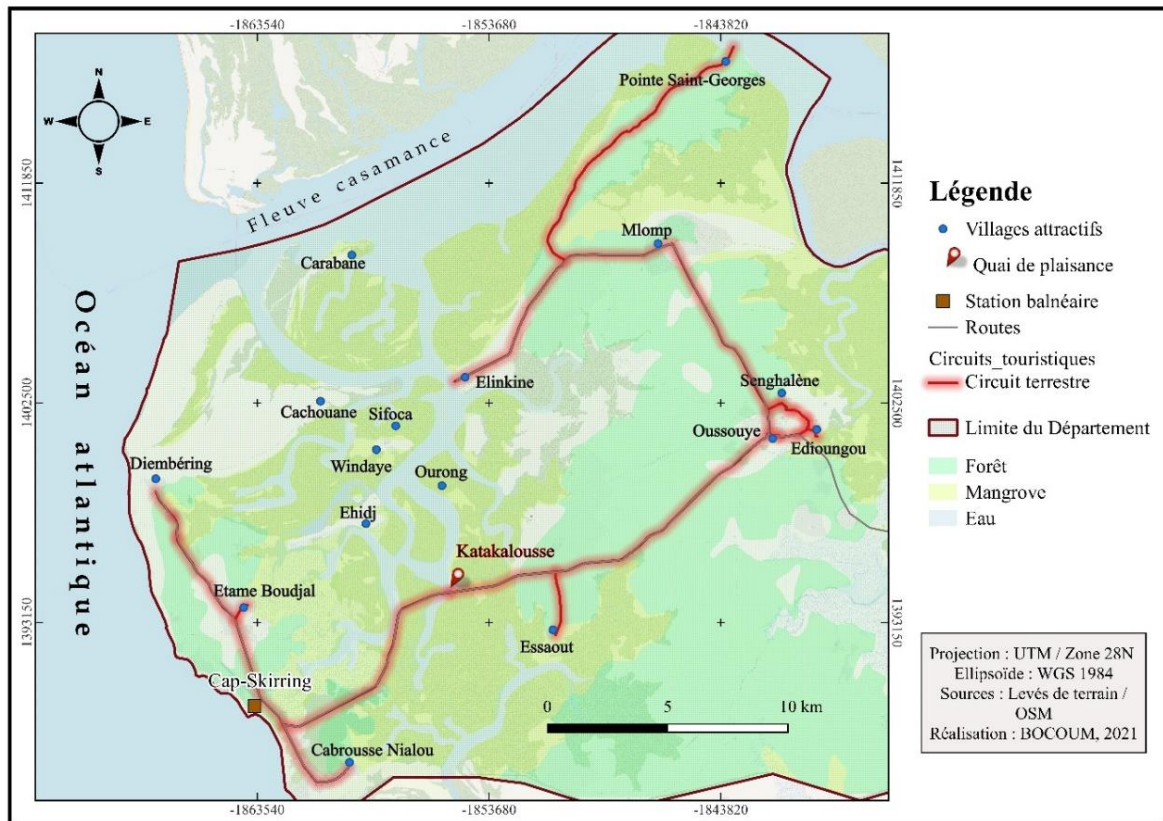 -1863540
-1853680
-1843820
N
W
E
S
Pointe Saint-Georges
1411850
1411850
Fleuve casamance
Mlomp
Carabane
Océan atlantique
Elinkine
Senghalène
1402500
1402500
Cachouane
Sifoca
Oussouye
Edioungou
Windaye
Diembéring
Ourong
Ehidj
Katakalousse
Etame Boudjal
1393150
1393150
Essaout
Cap-Skirring
0
5
10 km
Cabrousse Nialou
-1863540
-1853680
-1843820
Légende
Villages attractifs
Quai de plaisance
Station balnéaire
Routes
Circuits_touristiques
Circuit terrestre
Limite du Département
Forêt
Mangrove
Eau
Projection : UTM / Zone 28N
Ellipsoïde : WGS 1984
Sources : Levés de terrain /
OSM
Réalisation : BOCOUM, 2021